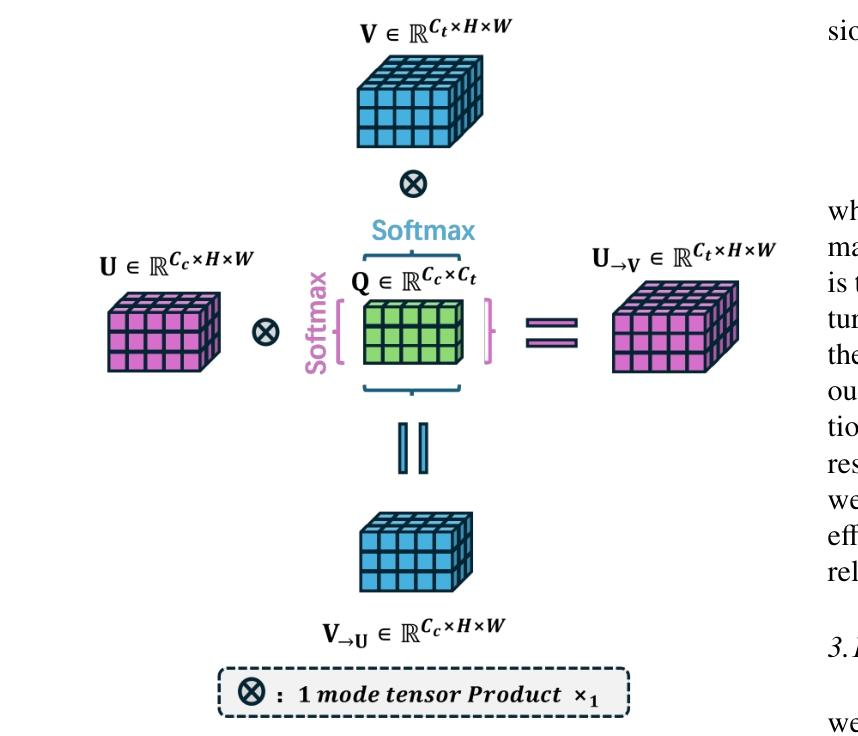 V ∈ ℝ^{C_t×H×W}
⊗
Softmax
U ∈ ℝ^{C_c×H×W}
⊗
Softmax
Q ∈ ℝ^{C_c×C_t}
=
U_{→V} ∈ ℝ^{C_t×H×W}
=
V_{→U} ∈ ℝ^{C_c×H×W}
⊗ : 1 mode tensor Product ×₁
sio
wh
ma
is t
tur
the
ou
tio
res
we
eff
rel
3.
we